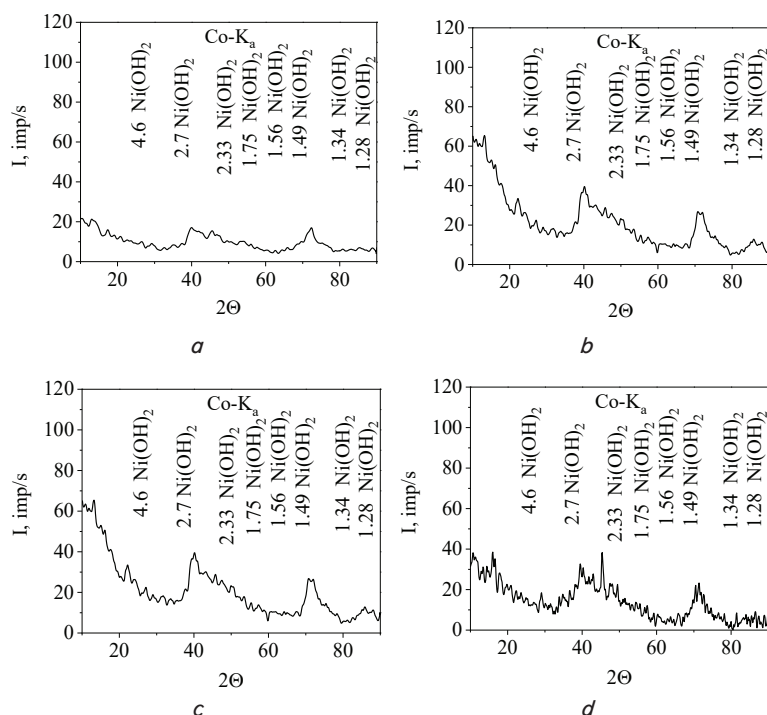 Co-Kₐ
I, imp/s
120
100
80
60
40
20
0
4.6 Ni(OH)₂
2.7 Ni(OH)₂
2.33 Ni(OH)₂
1.75 Ni(OH)₂
1.56 Ni(OH)₂
1.49 Ni(OH)₂
1.34 Ni(OH)₂
1.28 Ni(OH)₂
20 40 60 80
2Θ
a
Co-Kₐ
I, imp/s
120
100
80
60
40
20
0
4.6 Ni(OH)₂
2.7 Ni(OH)₂
2.33 Ni(OH)₂
1.75 Ni(OH)₂
1.56 Ni(OH)₂
1.49 Ni(OH)₂
1.34 Ni(OH)₂
1.28 Ni(OH)₂
20 40 60 80
2Θ
b
Co-Kₐ
I, imp/s
120
100
80
60
40
20
0
4.6 Ni(OH)₂
2.7 Ni(OH)₂
2.33 Ni(OH)₂
1.75 Ni(OH)₂
1.56 Ni(OH)₂
1.49 Ni(OH)₂
1.34 Ni(OH)₂
1.28 Ni(OH)₂
20 40 60 80
2Θ
c
Co-Kₐ
I, imp/s
120
100
80
60
40
20
0
4.6 Ni(OH)₂
2.7 Ni(OH)₂
2.33 Ni(OH)₂
1.75 Ni(OH)₂
1.56 Ni(OH)₂
1.49 Ni(OH)₂
1.34 Ni(OH)₂
1.28 Ni(OH)₂
20 40 60 80
2Θ
d